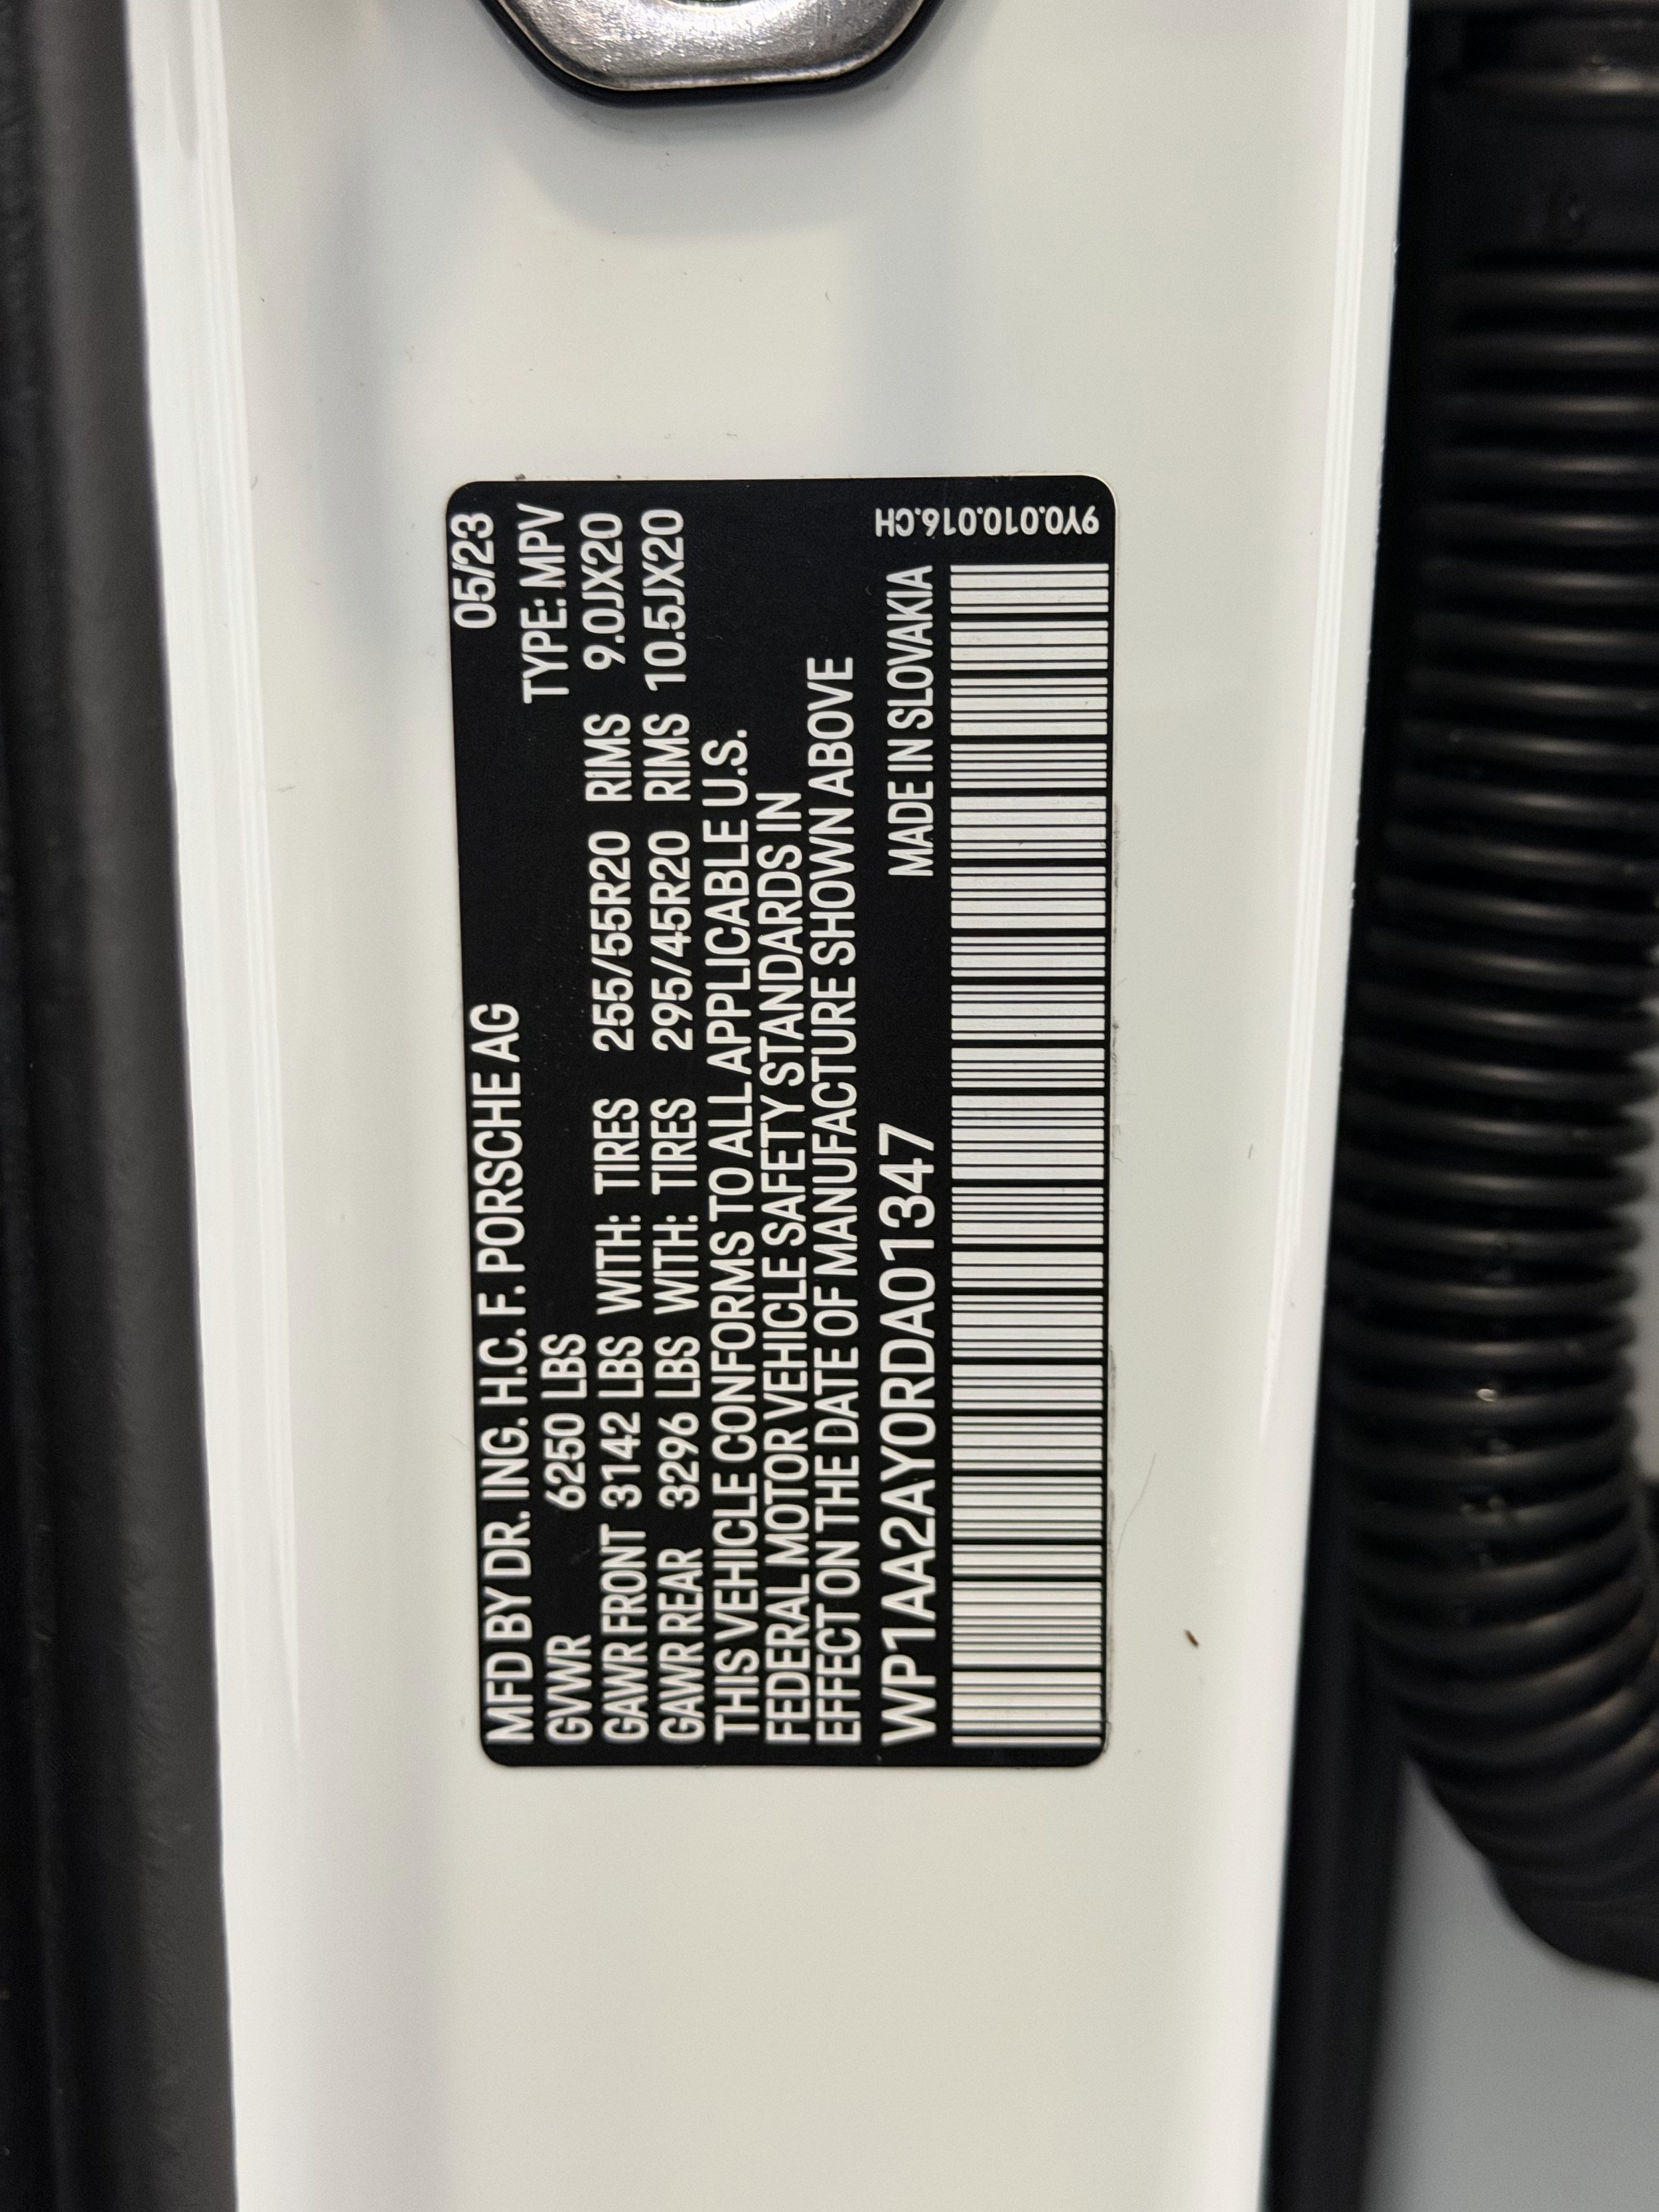 MFD BY DR. ING. H.C. F. PORSCHE AG 05/23
GVWR 6250 LBS TYPE: MPV
GAWR FRONT 3142 LBS WITH: TIRES 255/55R20 RIMS 9.0JX20
GAWR REAR 3296 LBS WITH: TIRES 295/45R20 RIMS 10.5JX20
THIS VEHICLE CONFORMS TO ALL APPLICABLE U.S.
FEDERAL MOTOR VEHICLE SAFETY STANDARDS IN
EFFECT ON THE DATE OF MANUFACTURE SHOWN ABOVE
WP1AA2AY0RDA01347 MADE IN SLOVAKIA
9Y0.010.016.CH